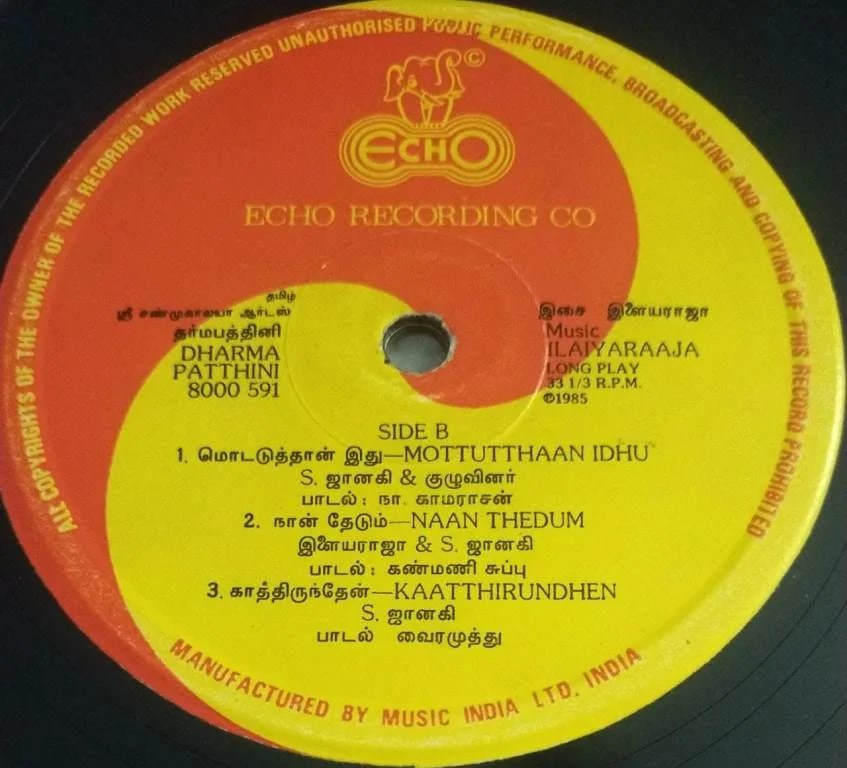 ALL COPYRIGHTS OF THE OWNER OF THE RECORDED WORK RESERVED UNAUTHORISED PUBLIC PERFORMANCE, BROADCASTING AND COPYING OF THIS RECORD PROHIBITED
©
ECHO
ECHO RECORDING CO
தமிழ்
ஸ்ரீ சண்முகாலயா ஆர்டஸ்
தர்மபத்தினி
DHARMA
PATTHINI
8000 591
இசை இளையராஜா
Music
ILAIYARAAJA
LONG PLAY
33 1/3 R.P.M.
©1985
SIDE B
1. மொட்டுத்தான் இது—MOTTUTTHAAN IDHU
S. ஜானகி & குழுவினர்
பாடல் : நா. காமராசன்
2. நான் தேடும்—NAAN THEDUM
இளையராஜா & S. ஜானகி
பாடல் : கண்மணி சுப்பு
3. காத்திருந்தேன்—KAATTHIRUNDHEN
S. ஜானகி
பாடல் வைரமுத்து
MANUFACTURED BY MUSIC INDIA LTD. INDIA